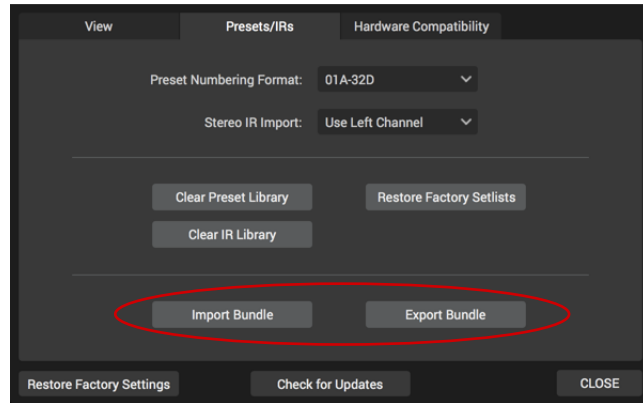 View Presets/IRs Hardware Compatibility
Preset Numbering Format: 01A-32D
Stereo IR Import: Use Left Channel
Clear Preset Library Restore Factory Setlists
Clear IR Library
Import Bundle Export Bundle
Restore Factory Settings Check for Updates CLOSE